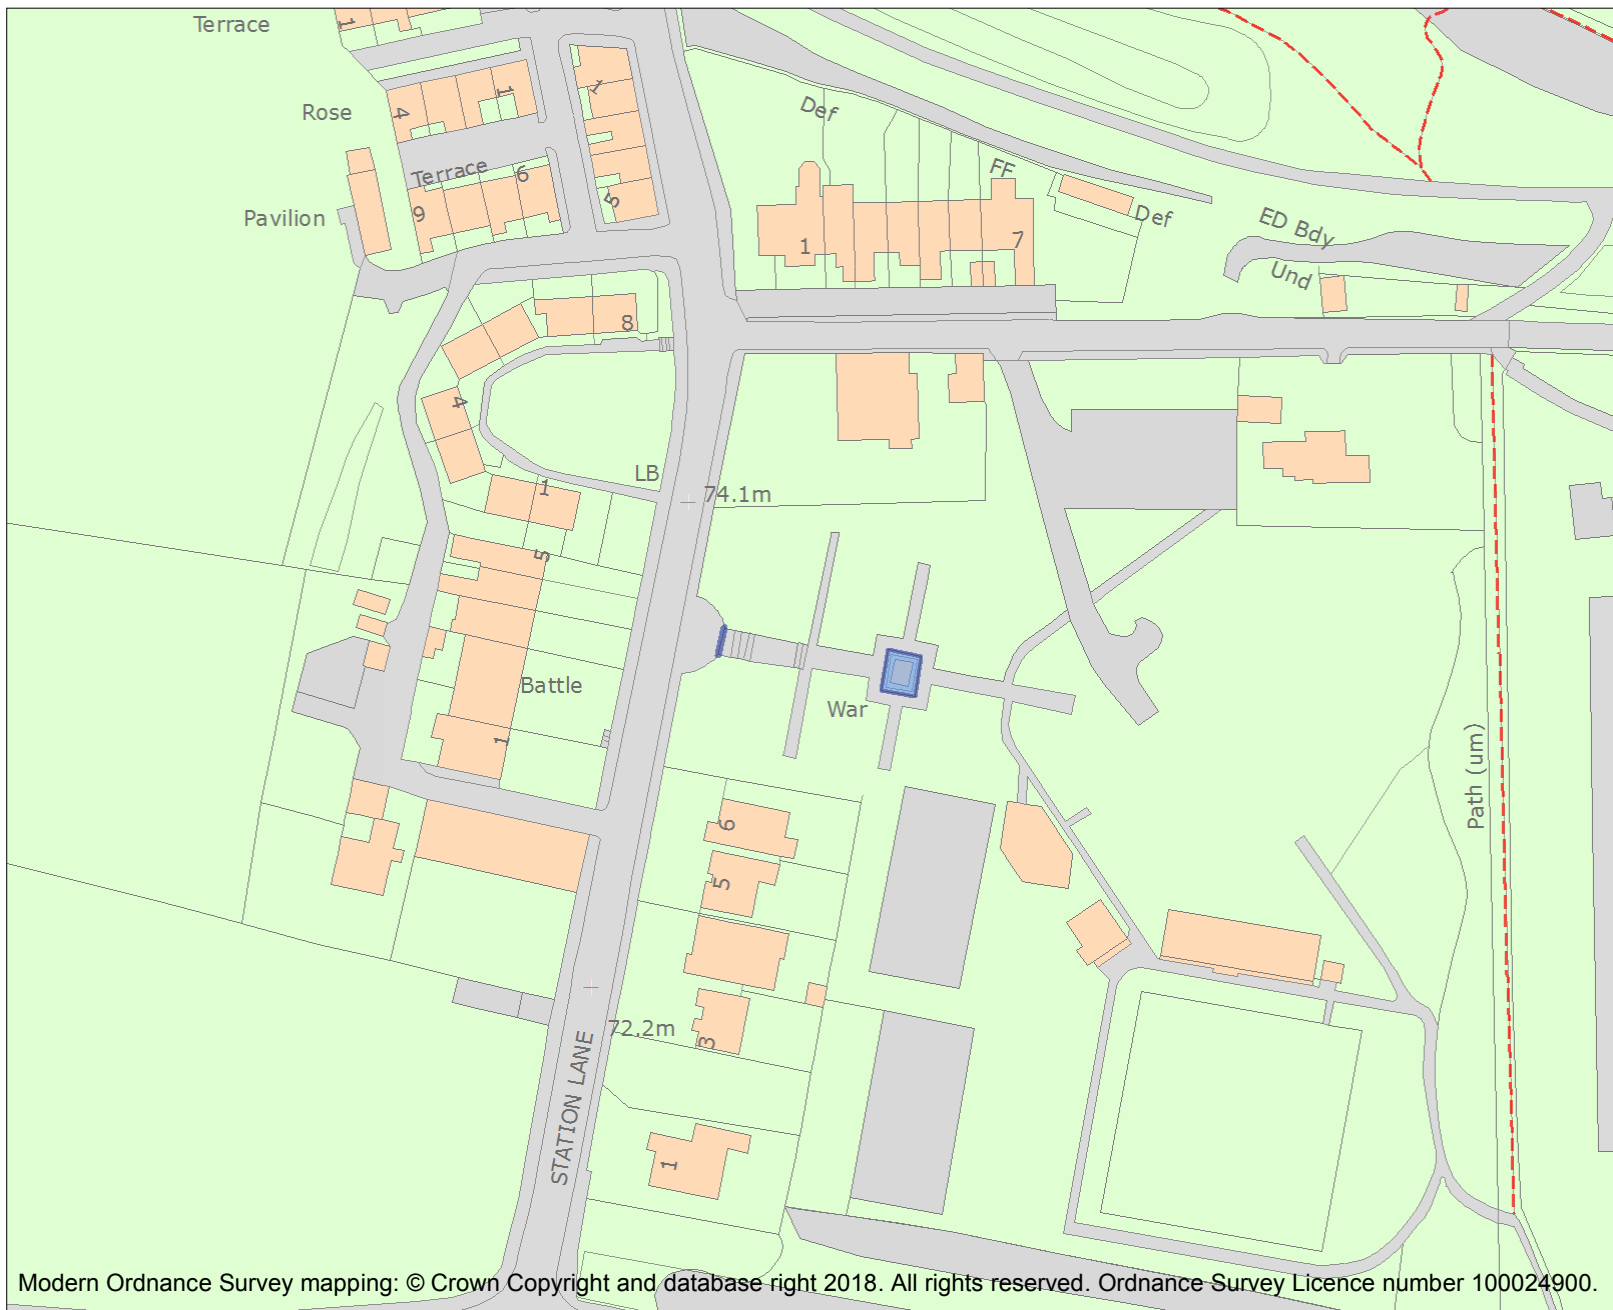 Terrace
1
Rose
4
1
1
Def
Terrace
6
FF
9
5
Pavilion
Def
ED Bdy
1
7
Und
8
4
LB
1
74.1m
5
Battle
War
1
Path (um)
6
5
72.2m
3
STATION LANE
1
Modern Ordnance Survey mapping: © Crown Copyright and database right 2018. All rights reserved. Ordnance Survey Licence number 100024900.